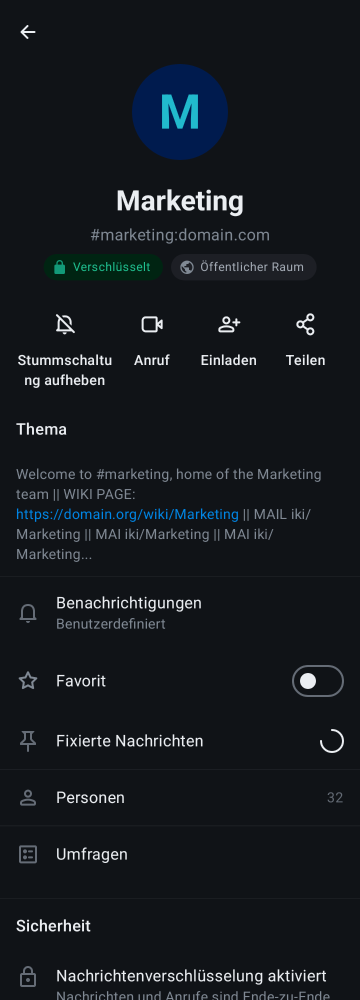 M
Marketing
#marketing:domain.com
Verschlüsselt
Öffentlicher Raum
Stummschaltu
ng aufheben
Anruf
Einladen
Teilen
Thema
Welcome to #marketing, home of the Marketing
team || WIKI PAGE:
https://domain.org/wiki/Marketing || MAIL iki/
Marketing || MAI iki/Marketing || MAI iki/
Marketing...
Benachrichtigungen
Benutzerdefiniert
Favorit
Fixierte Nachrichten
Personen
32
Umfragen
Sicherheit
Nachrichtenverschlüsselung aktiviert
Nachrichten und Anrufe sind Ende-zu-Ende